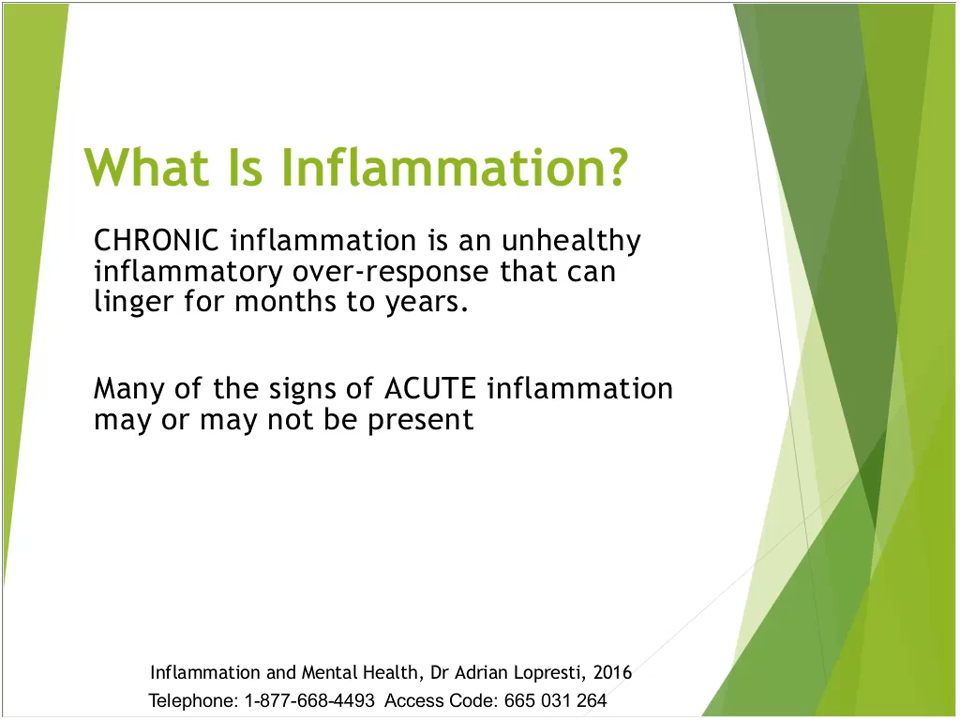 What Is Inflammation?
CHRONIC inflammation is an unhealthy
inflammatory over-response that can
linger for months to years.
Many of the signs of ACUTE inflammation
may or may not be present
Inflammation and Mental Health, Dr Adrian Lopresti, 2016
Telephone: 1-877-668-4493 Access Code: 665 031 264